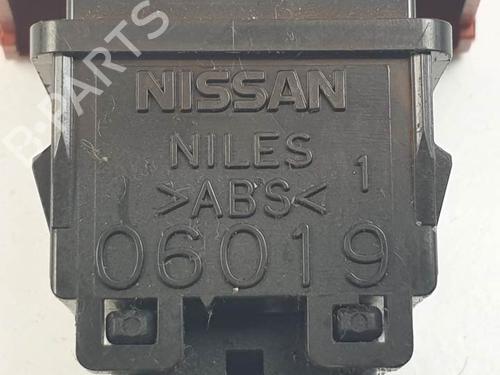 B-PARTS
NISSAN
NILES
>ABS< 1
06019